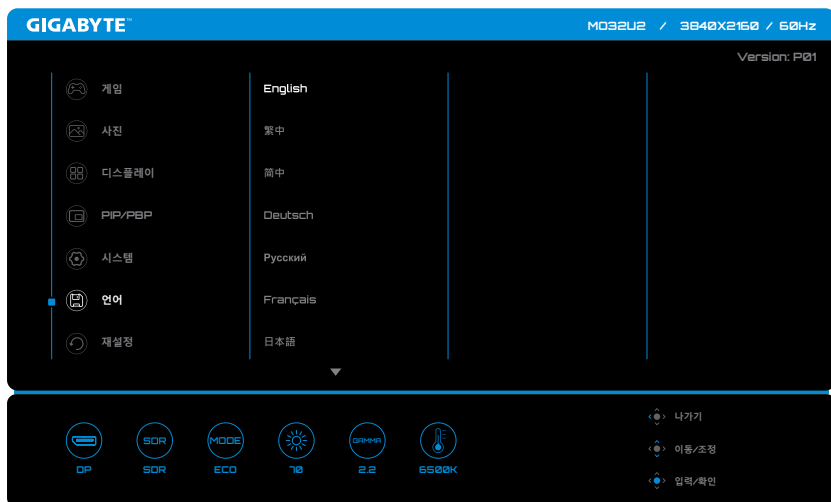 GIGABYTE™
MO32U2 / 3840X2160 / 60Hz
Version: P01
게임
사진
디스플레이
PIP/PBP
시스템
언어
재설정
English
繁中
简中
Deutsch
Русский
Français
日本語
SDR
MODE
GAMMA
DP
SDR
ECO
70
2.2
6500K
나가기
이동/조정
입력/확인